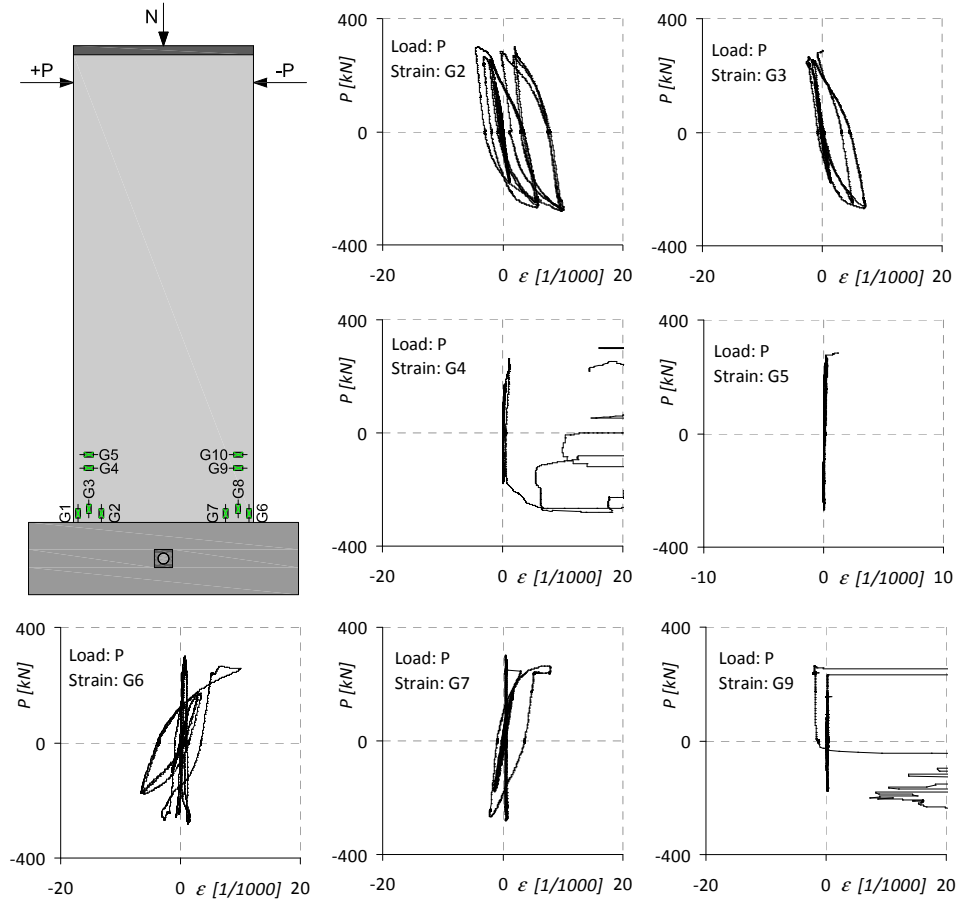 N
+P
-P
G5
G10
G4
G9
G3
G8
G1
G2
G7
G6
400
Load: P
Strain: G2
P [kN]
0
-400
-20
0
ε [1/1000]
20
400
Load: P
Strain: G3
P [kN]
0
-400
-20
0
ε [1/1000]
20
400
Load: P
Strain: G4
P [kN]
0
-400
-20
0
ε [1/1000]
20
400
Load: P
Strain: G5
P [kN]
0
-400
-10
0
ε [1/1000]
10
400
Load: P
Strain: G6
P [kN]
0
-400
-20
0
ε [1/1000]
20
400
Load: P
Strain: G7
P [kN]
0
-400
-20
0
ε [1/1000]
20
400
Load: P
Strain: G9
P [kN]
0
-400
-20
0
ε [1/1000]
20